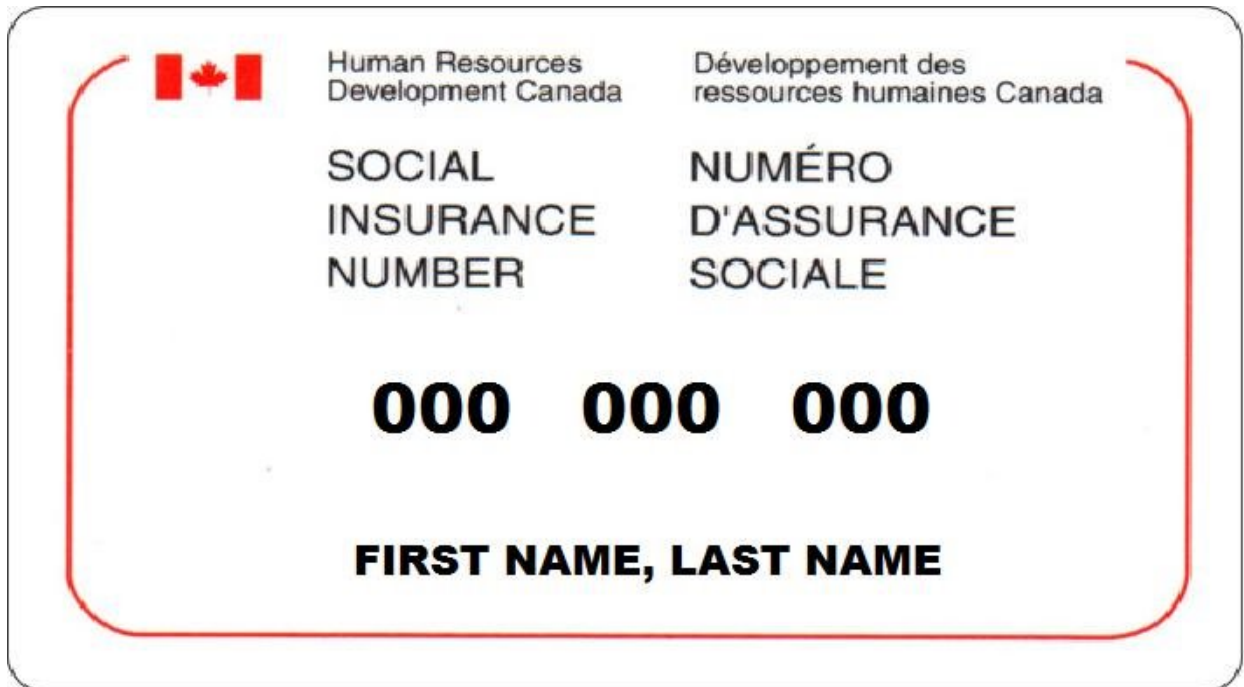 Human Resources
Development Canada
Développement des
ressources humaines Canada
SOCIAL
INSURANCE
NUMBER
NUMÉRO
D'ASSURANCE
SOCIALE
000 000 000
FIRST NAME, LAST NAME